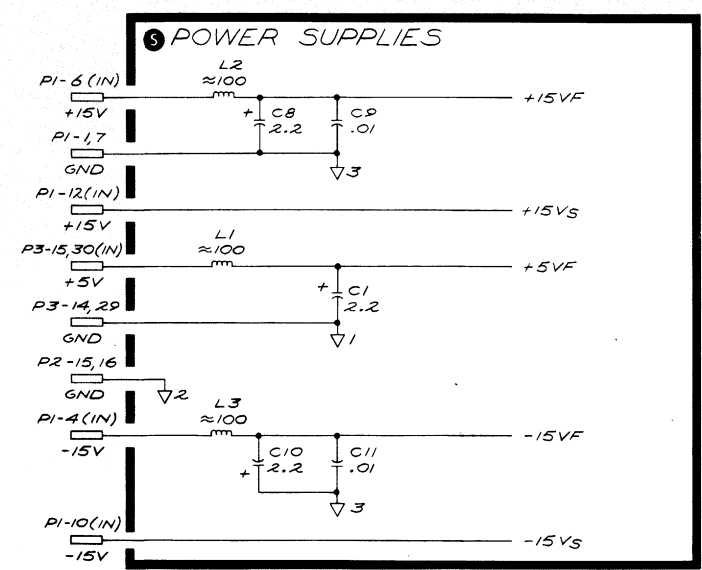 S POWER SUPPLIES
L2
≈100
P1-6 (IN)
+15V
+ C8
2.2
C9
.01
+15VF
P1-1,7
GND
3
P1-12(IN)
+15V
+15VS
L1
≈100
P3-15,30(IN)
+5V
+5VF
+ C1
2.2
P3-14,29
GND
1
P2-15,16
GND
2
L3
≈100
P1-4(IN)
-15V
-15VF
C10
+ 2.2
C11
.01
3
P1-10(IN)
-15V
-15VS